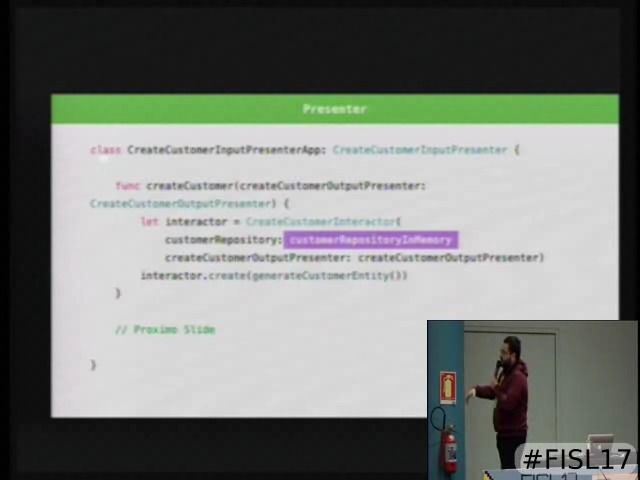 Presenter
class CreateCustomerInputPresenterApp: CreateCustomerInputPresenter {
func createCustomer(createCustomerOutputPresenter:
CreateCustomerOutputPresenter) {
let interactor = CreateCustomerInteractor(
customerRepository: customerRepositoryInMemory
createCustomerOutputPresenter: createCustomerOutputPresenter)
interactor.create(generateCustomerEntity())
}
// Proximo Slide
}
#FISL17
FISL17